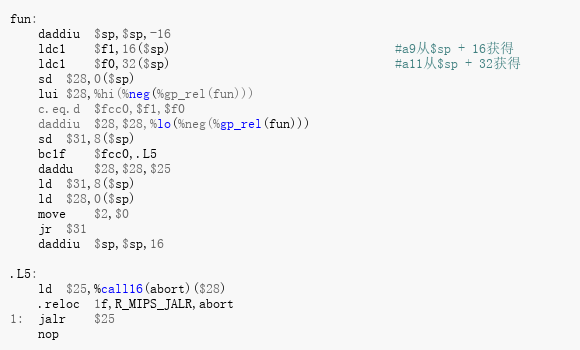 fun:
    daddiu  $sp,$sp,-16
    ldc1    $f1,16($sp)                                #a9从$sp + 16获得
    ldc1    $f0,32($sp)                                #a11从$sp + 32获得
    sd  $28,0($sp)
    lui $28,%hi(%neg(%gp_rel(fun)))
    c.eq.d  $fcc0,$f1,$f0
    daddiu  $28,$28,%lo(%neg(%gp_rel(fun)))
    sd  $31,8($sp)
    bc1f    $fcc0,.L5
    daddu   $28,$28,$25
    ld  $31,8($sp)
    ld  $28,0($sp)
    move    $2,$0
    jr  $31
    daddiu  $sp,$sp,16
.L5:
    ld  $25,%call16(abort)($28)
    .reloc  1f,R_MIPS_JALR,abort
1:  jalr    $25
    nop